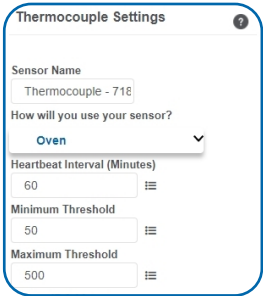 Thermocouple Settings
?
Sensor Name
Thermocouple - 718
How will you use your sensor?
Oven
Heartbeat Interval (Minutes)
60
Minimum Threshold
50
Maximum Threshold
500